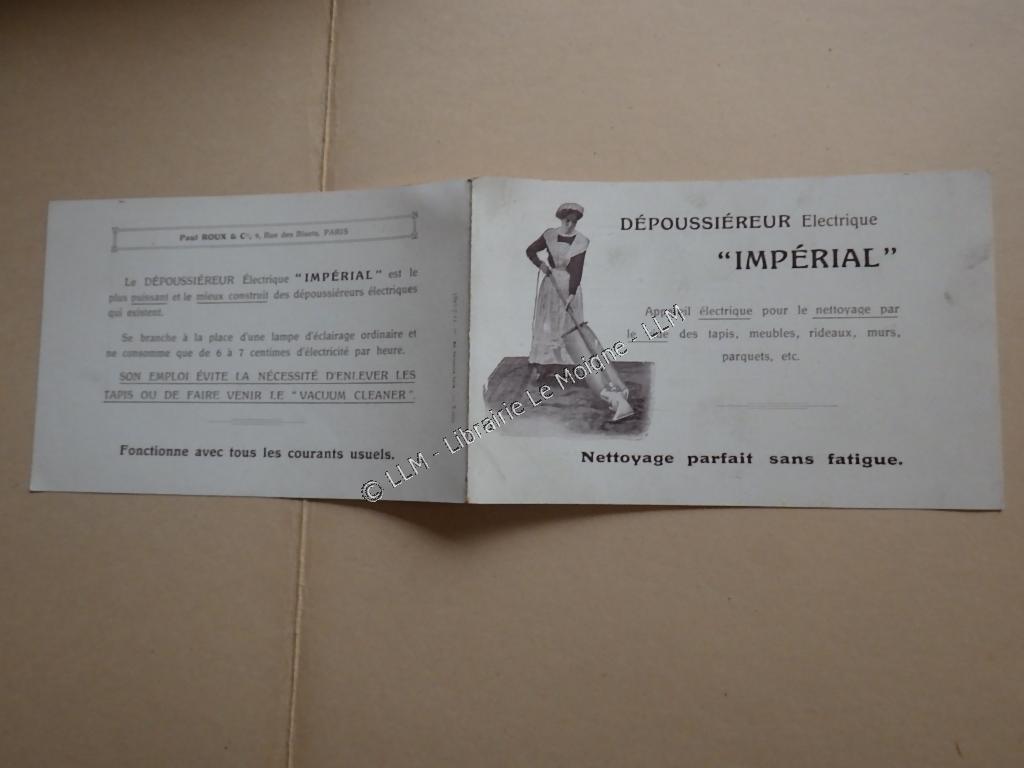 Paul ROUX & Cie, 9, Rue des Bluets, PARIS
Le DÉPOUSSIÉREUR Électrique "IMPÉRIAL" est le
plus puissant et le mieux construit des dépoussiéreurs électriques
qui existent.
Se branche à la place d'une lampe d'éclairage ordinaire et
ne consomme que de 6 à 7 centimes d'électricité par heure.
SON EMPLOI ÉVITE LA NÉCESSITÉ D'ENLEVER LES
TAPIS OU DE FAIRE VENIR LE "VACUUM CLEANER".
Fonctionne avec tous les courants usuels.
DÉPOUSSIÉREUR Electrique
"IMPÉRIAL"
Appareil électrique pour le nettoyage par
le vide des tapis, meubles, rideaux, murs,
parquets, etc.
Nettoyage parfait sans fatigue.
© LLM - Librairie Le Moigne - LLM